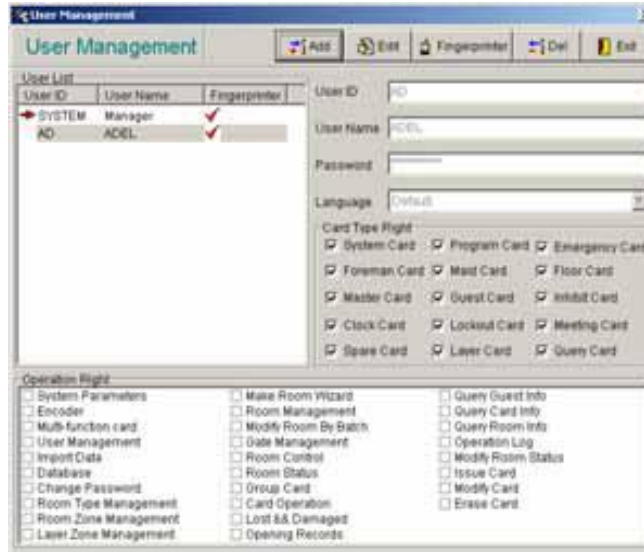 User Management
User Management
Add Edit Fingerprinter Del Exit
User List
User ID User Name Fingerprinter
SYSTEM Manager
AD ADEL
User ID AD
User Name ADEL
Password
Language Default
Card Type Right
System Card Program Card Emergency Card
Foreman Card Maid Card Floor Card
Master Card Guest Card Inhibit Card
Clock Card Lockout Card Meeting Card
Spare Card Layer Card Query Card
Operation Right
System Parameters Make Room Wizard Query Guest Info
Encoder Room Management Query Card Info
Multi-function card Modify Room By Batch Query Room Info
User Management Gate Management Operation Log
Import Data Room Control Modify Room Status
Database Room Status Issue Card
Change Password Group Card Modify Card
Room Type Management Card Operation Erase Card
Room Zone Management Lost && Damaged
Layer Zone Management Opening Records